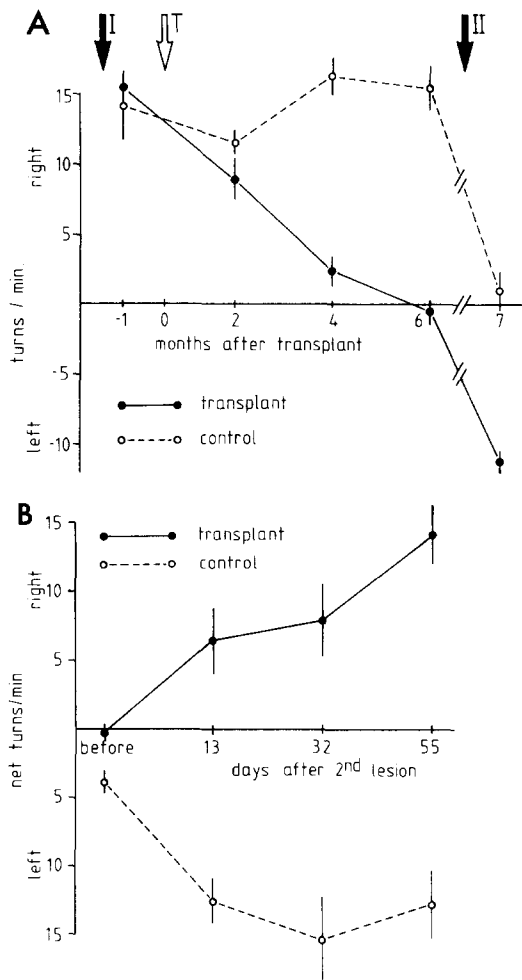 A
I
T
II
15
10
5
-5
-10
right
left
turns / min.
-1 0 2 4 6 7
months after transplant
transplant
control
B
transplant
control
15
10
5
5
10
15
right
left
net turns/min
before 13 32 55
days after 2nd lesion